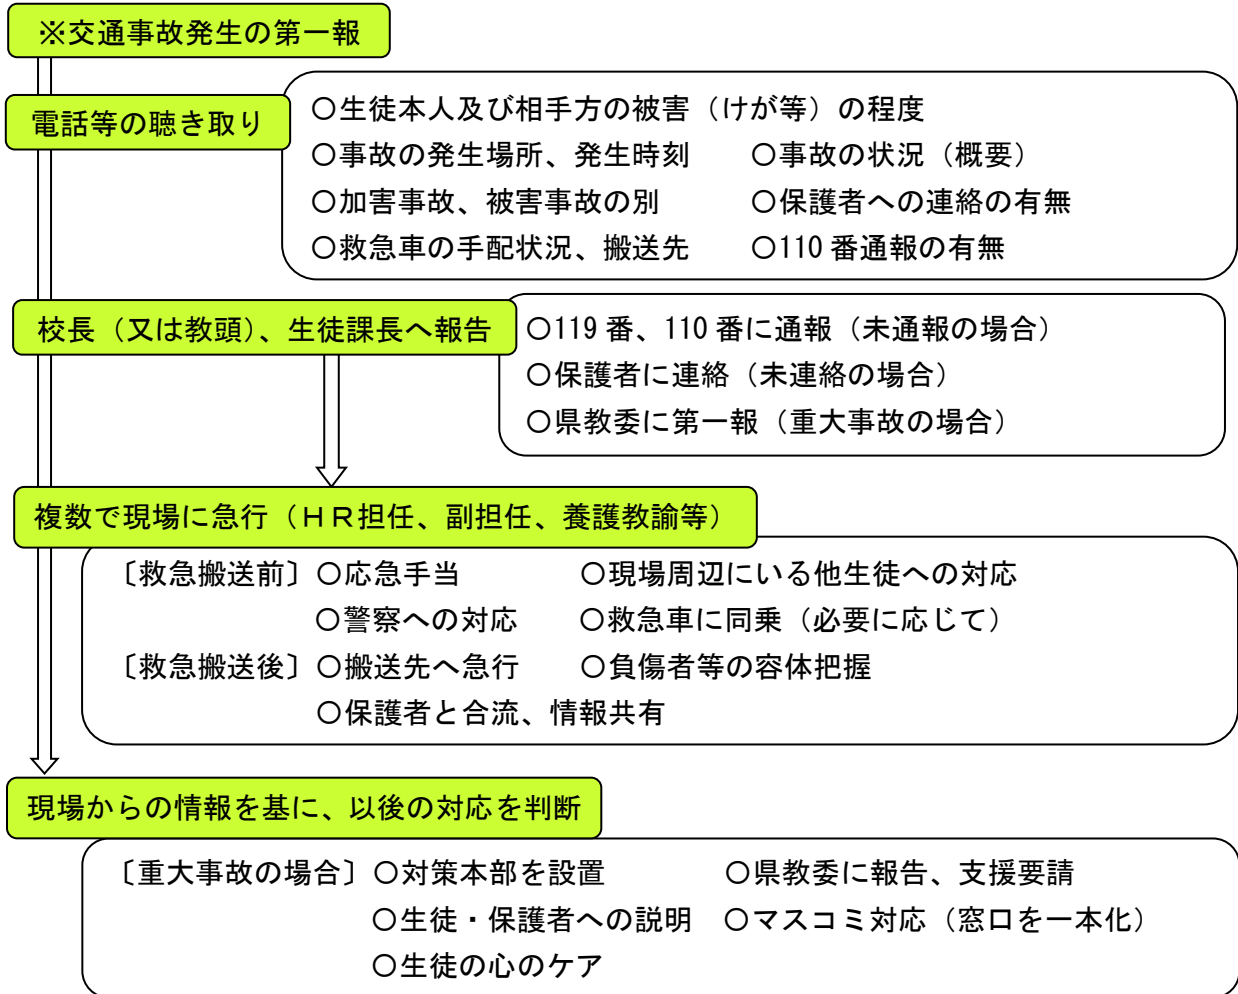 ※交通事故発生の第一報
電話等の聴き取り
○生徒本人及び相手方の被害（けが等）の程度
○事故の発生場所、発生時刻　○事故の状況（概要）
○加害事故、被害事故の別　○保護者への連絡の有無
○救急車の手配状況、搬送先　○110番通報の有無
校長（又は教頭）、生徒課長へ報告
○119番、110番に通報（未通報の場合）
○保護者に連絡（未連絡の場合）
○県教委に第一報（重大事故の場合）
複数で現場に急行（ＨＲ担任、副担任、養護教諭等）
〔救急搬送前〕○応急手当　○現場周辺にいる他生徒への対応
○警察への対応　○救急車に同乗（必要に応じて）
〔救急搬送後〕○搬送先へ急行　○負傷者等の容体把握
○保護者と合流、情報共有
現場からの情報を基に、以後の対応を判断
〔重大事故の場合〕○対策本部を設置　○県教委に報告、支援要請
○生徒・保護者への説明　○マスコミ対応（窓口を一本化）
○生徒の心のケア